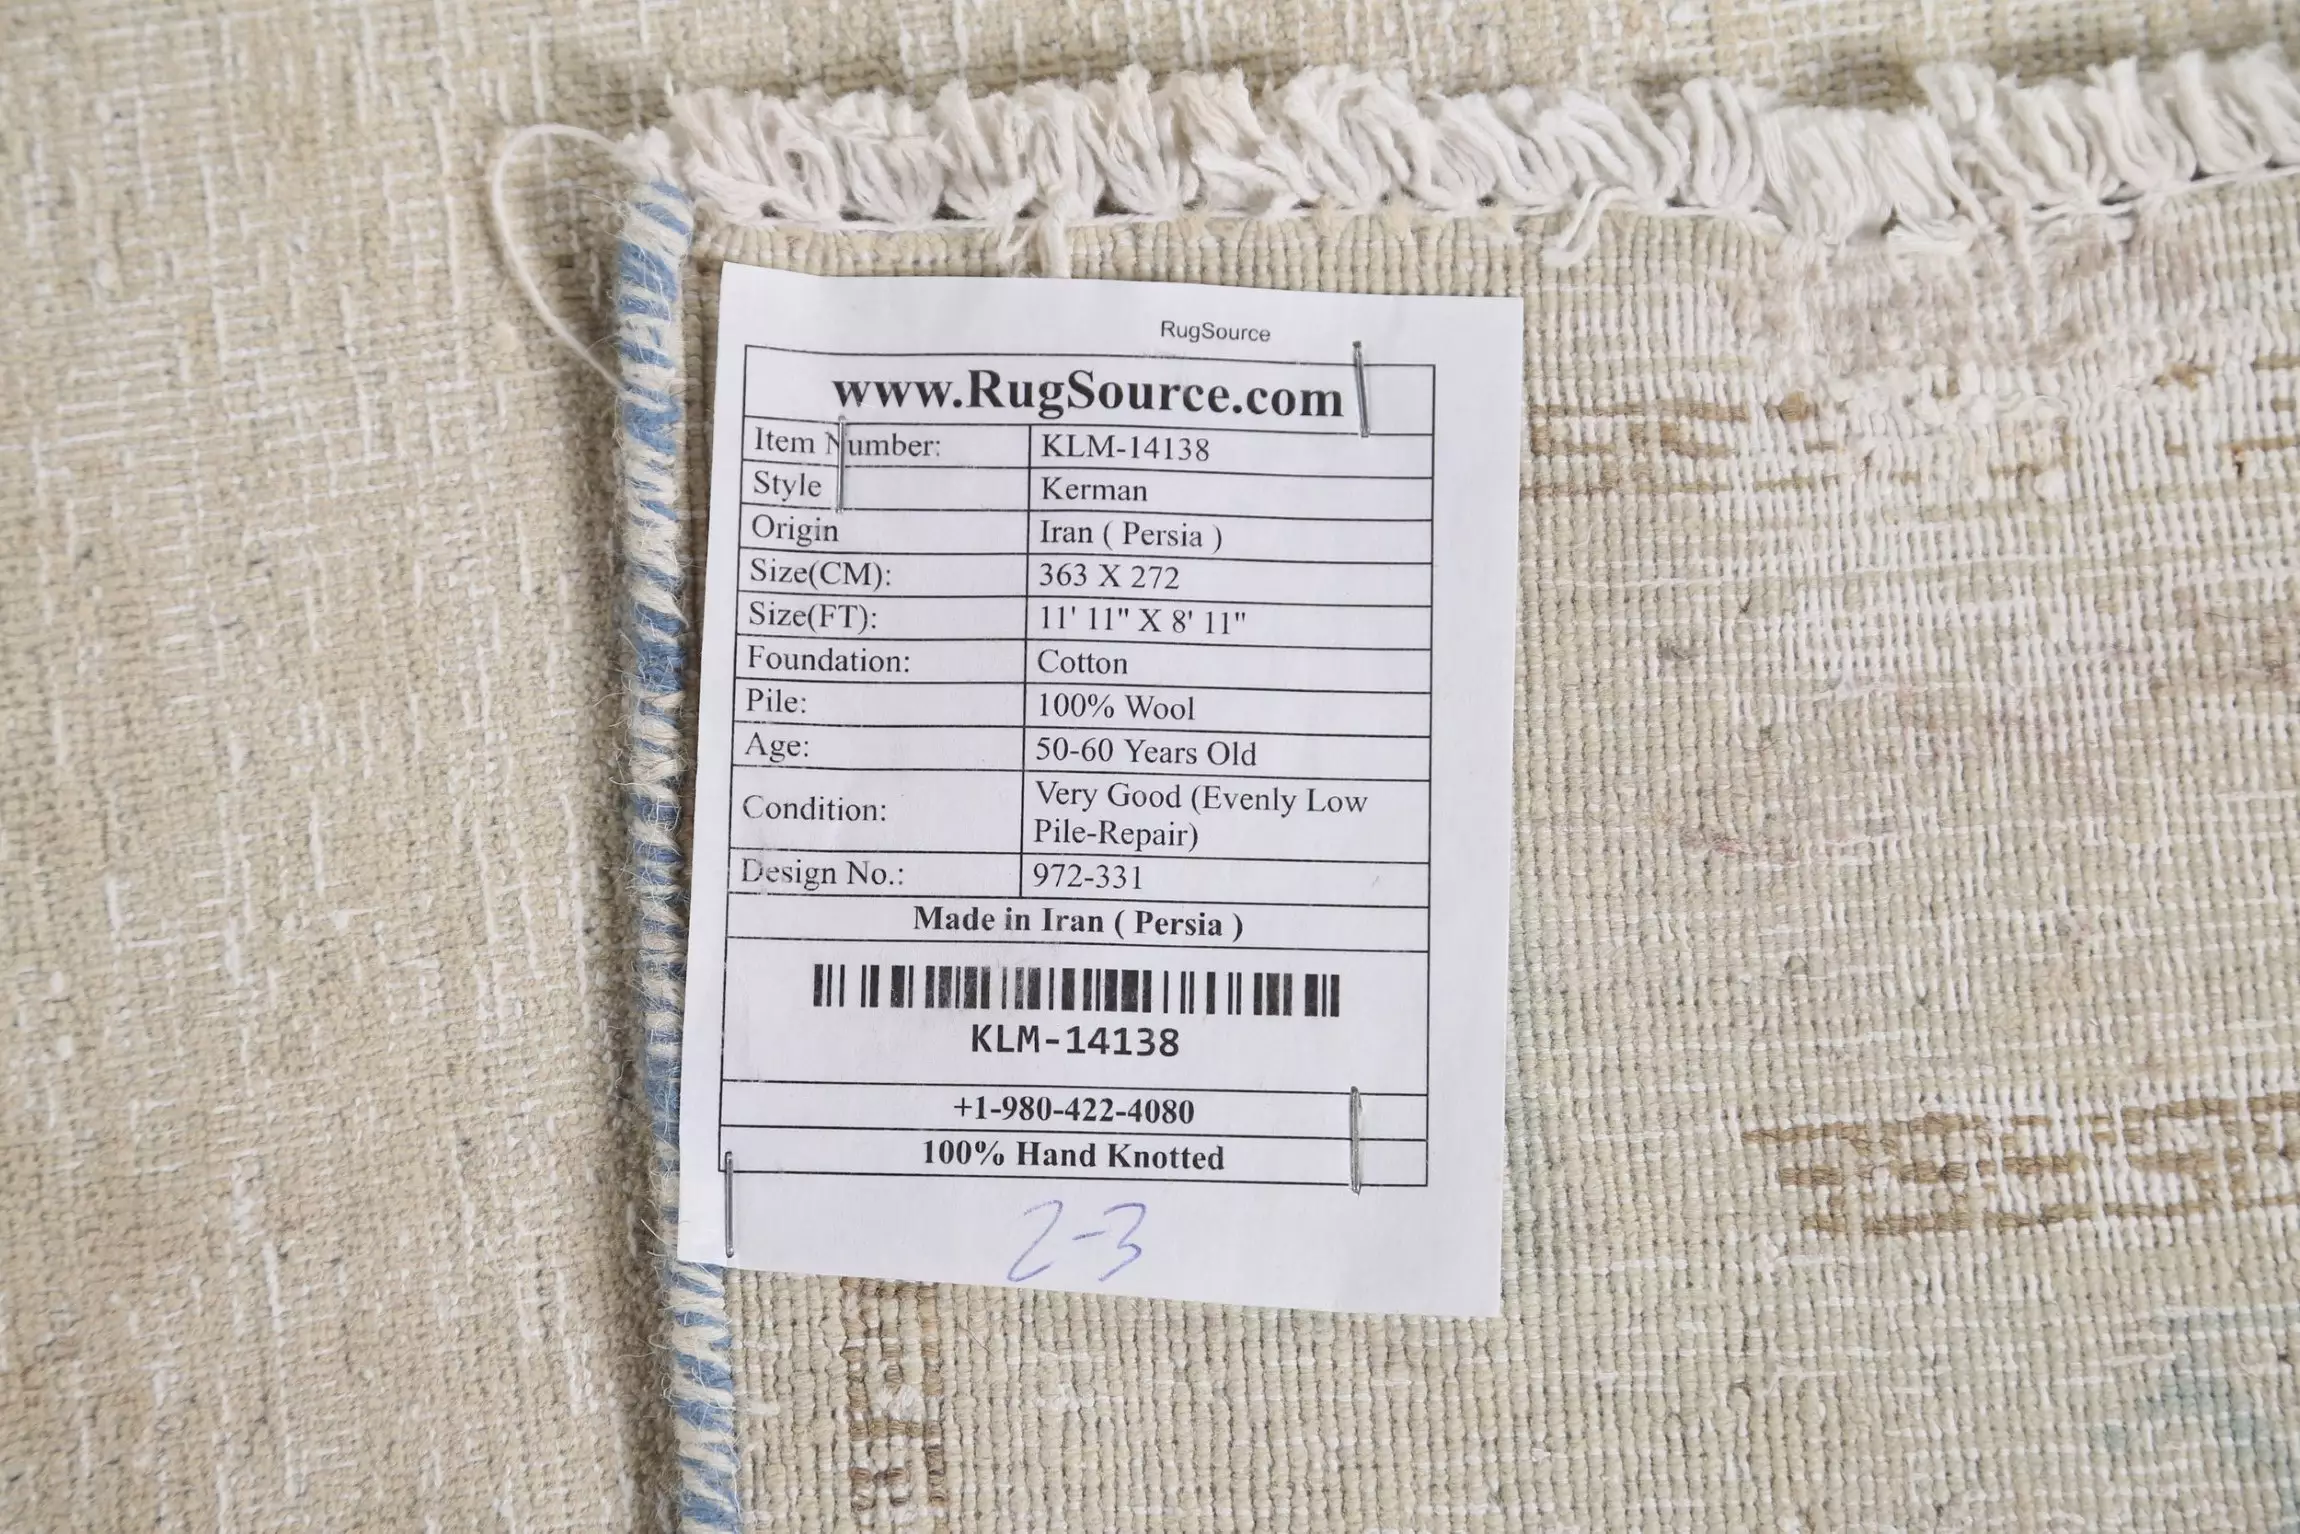 RugSource
www.RugSource.com
Item Number: KLM-14138
Style Kerman
Origin Iran ( Persia )
Size(CM): 363 X 272
Size(FT): 11' 11" X 8' 11"
Foundation: Cotton
Pile: 100% Wool
Age: 50-60 Years Old
Condition: Very Good (Evenly Low
Pile-Repair)
Design No.: 972-331
Made in Iran ( Persia )
KLM-14138
+1-980-422-4080
100% Hand Knotted
2-3